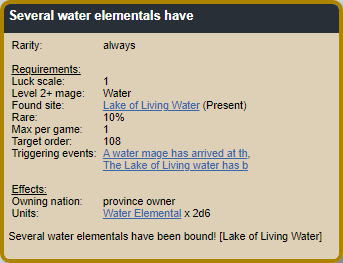 Several water elementals have
Rarity: always
Requirements:
Luck scale: 1
Level 2+ mage: Water
Found site: Lake of Living Water (Present)
Rare: 10%
Max per game: 1
Target order: 108
Triggering events: A water mage has arrived at th,
The Lake of Living water has b
Effects:
Owning nation: province owner
Units: Water Elemental x 2d6
Several water elementals have been bound! [Lake of Living Water]